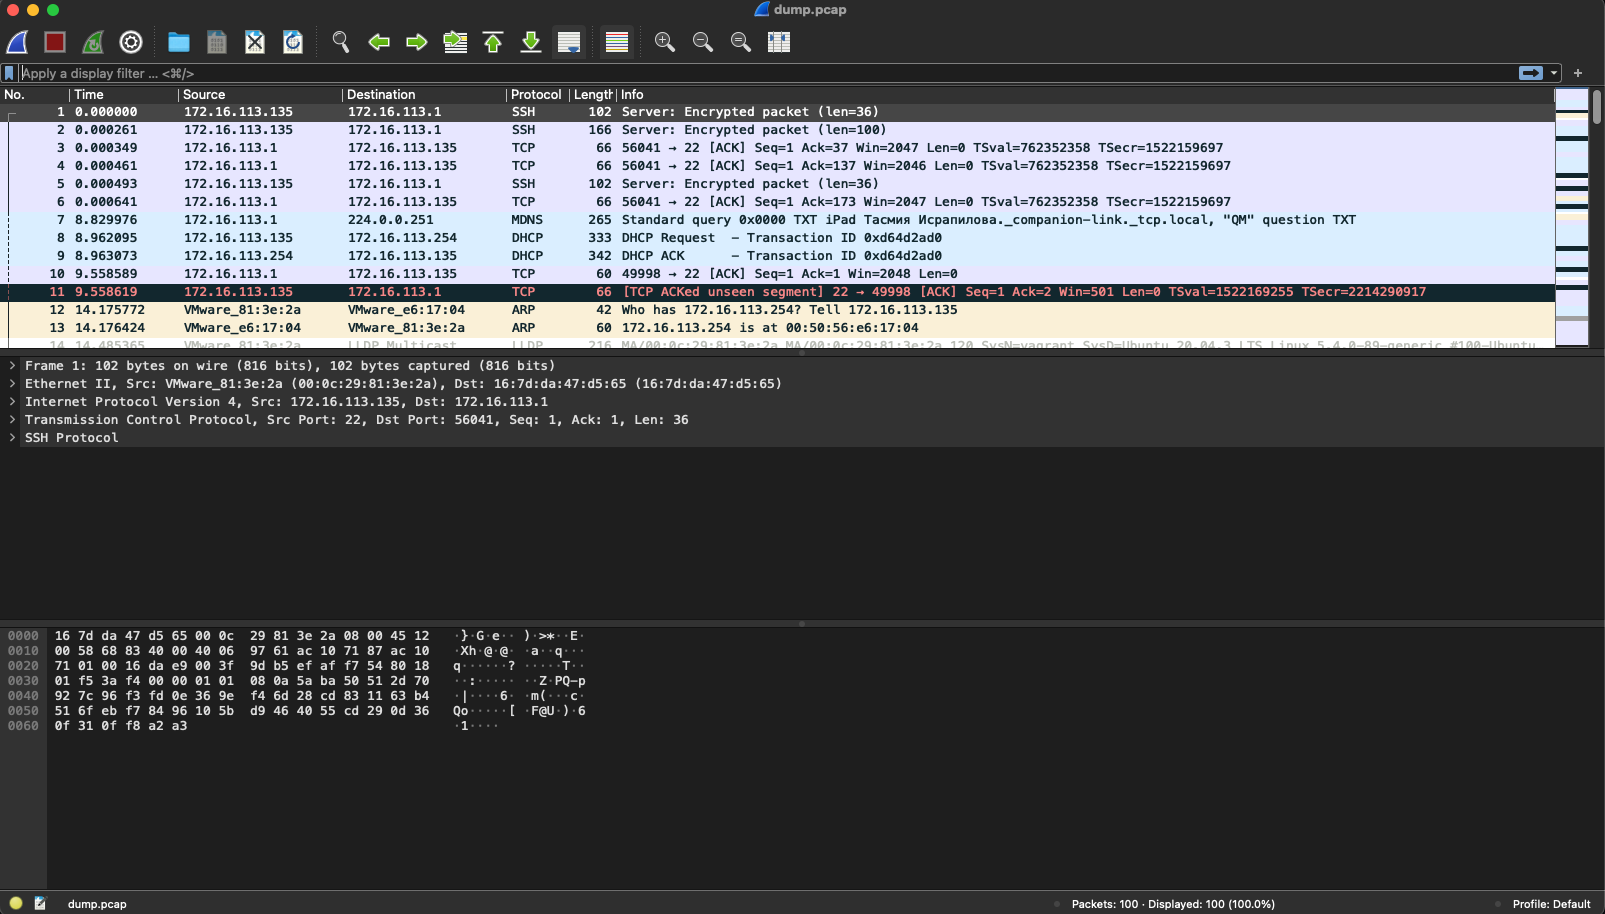 dump.pcap
Apply a display filter ... <⌘/>
No. Time Source Destination Protocol Length Info
1 0.000000 172.16.113.135 172.16.113.1 SSH 102 Server: Encrypted packet (len=36)
2 0.000261 172.16.113.135 172.16.113.1 SSH 166 Server: Encrypted packet (len=100)
3 0.000349 172.16.113.1 172.16.113.135 TCP 66 56041 → 22 [ACK] Seq=1 Ack=37 Win=2047 Len=0 TSval=762352358 TSecr=1522159697
4 0.000461 172.16.113.1 172.16.113.135 TCP 66 56041 → 22 [ACK] Seq=1 Ack=137 Win=2046 Len=0 TSval=762352358 TSecr=1522159697
5 0.000493 172.16.113.135 172.16.113.1 SSH 102 Server: Encrypted packet (len=36)
6 0.000641 172.16.113.1 172.16.113.135 TCP 66 56041 → 22 [ACK] Seq=1 Ack=173 Win=2047 Len=0 TSval=762352358 TSecr=1522159697
7 8.829976 172.16.113.1 224.0.0.251 MDNS 265 Standard query 0x0000 TXT iPad Тасмия Исрапилова._companion-link._tcp.local, "QM" question TXT
8 8.962095 172.16.113.135 172.16.113.254 DHCP 333 DHCP Request – Transaction ID 0xd64d2ad0
9 8.963073 172.16.113.254 172.16.113.135 DHCP 342 DHCP ACK – Transaction ID 0xd64d2ad0
10 9.558589 172.16.113.1 172.16.113.135 TCP 60 49998 → 22 [ACK] Seq=1 Ack=1 Win=2048 Len=0
11 9.558619 172.16.113.135 172.16.113.1 TCP 66 [TCP ACKed unseen segment] 22 → 49998 [ACK] Seq=1 Ack=2 Win=501 Len=0 TSval=1522169255 TSecr=2214290917
12 14.175772 VMware_81:3e:2a VMware_e6:17:04 ARP 42 Who has 172.16.113.254? Tell 172.16.113.135
13 14.176424 VMware_e6:17:04 VMware_81:3e:2a ARP 60 172.16.113.254 is at 00:50:56:e6:17:04
14 14.485365 VMware_81:3e:2a LLDP_Multicast LLDP 216 MA/00:0c:29:81:3e:2a MA/00:0c:29:81:3e:2a 120 SysN=vagrant SysD=Ubuntu 20.04.3 LTS Linux 5.4.0-89-generic #100-Ubuntu
Frame 1: 102 bytes on wire (816 bits), 102 bytes captured (816 bits)
Ethernet II, Src: VMware_81:3e:2a (00:0c:29:81:3e:2a), Dst: 16:7d:da:47:d5:65 (16:7d:da:47:d5:65)
Internet Protocol Version 4, Src: 172.16.113.135, Dst: 172.16.113.1
Transmission Control Protocol, Src Port: 22, Dst Port: 56041, Seq: 1, Ack: 1, Len: 36
SSH Protocol
0000 16 7d da 47 d5 65 00 0c 29 81 3e 2a 08 00 45 12 ·}·G·e·· )·>*··E·
0010 00 58 68 83 40 00 40 06 97 61 ac 10 71 87 ac 10 ·Xh·@·@· ·a··q···
0020 71 01 00 16 da e9 00 3f 9d b5 ef af f7 54 80 18 q······? ·····T··
0030 01 f5 3a f4 00 00 01 01 08 0a 5a ba 50 51 2d 70 ··:····· ··Z·PQ-p
0040 92 7c 96 f3 fd 0e 36 9e f4 6d 28 cd 83 11 63 b4 ·|····6· ·m(···c·
0050 51 6f eb f7 84 96 10 5b d9 46 40 55 cd 29 0d 36 Qo·····[ ·F@U·)·6
0060 0f 31 0f f8 a2 a3 ·1····
dump.pcap
Packets: 100 · Displayed: 100 (100.0%)
Profile: Default